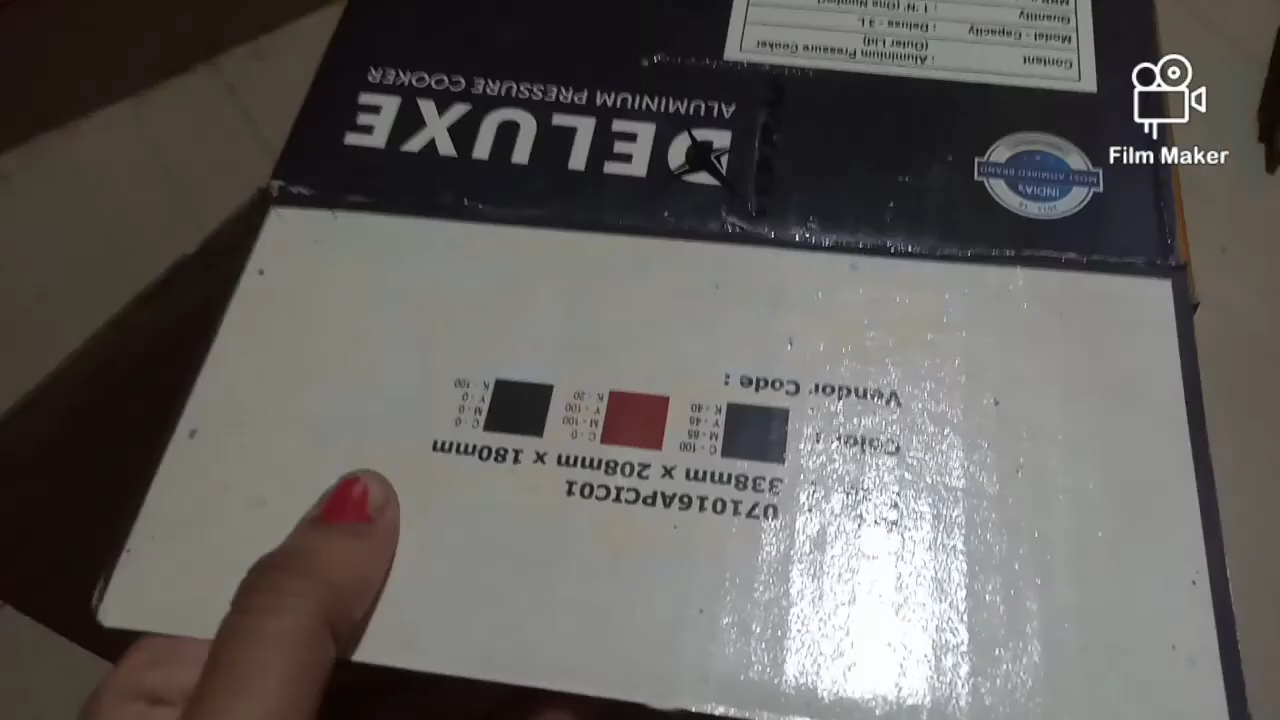 Film Maker
071016APCIC01
338mm x 208mm x 180mm
Color :
C - 100
M - 85
Y - 45
K - 40
C - 0
M - 100
Y - 100
K - 20
C - 0
M - 0
Y - 0
K - 100
Vendor Code :
DELUXE
ALUMINIUM PRESSURE COOKER
INDIA's
MOST ADMIRED BRAND
Content : Aluminium Pressure Cooker
(Outer Lid)
Model - Capacity : Deluxe - 3 L
Quantity : 1 'N' (One Number)